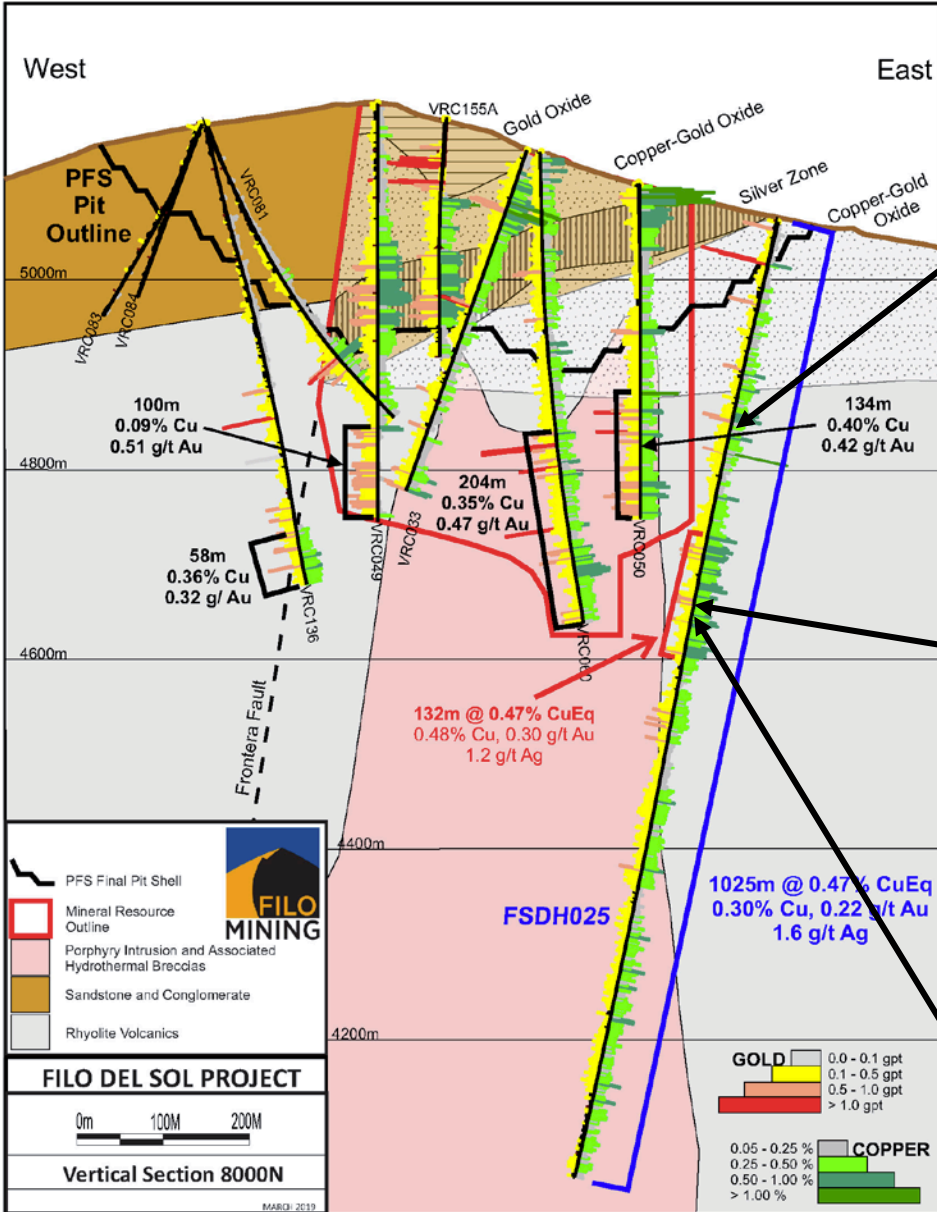 West
East
VRC155A
Gold Oxide
Copper-Gold Oxide
Silver Zone
Copper-Gold
Oxide
PFS
Pit
Outline
VRC081
5000m
VRC083
VRC084
100m
0.09% Cu
0.51 g/t Au
134m
0.40% Cu
0.42 g/t Au
4800m
204m
0.35% Cu
0.47 g/t Au
VRC033
VRC049
VRC050
58m
0.36% Cu
0.32 g/ Au
VRC136
VRC060
4600m
132m @ 0.47% CuEq
0.48% Cu, 0.30 g/t Au
1.2 g/t Ag
Frontera Fault
4400m
1025m @ 0.47% CuEq
0.30% Cu, 0.22 g/t Au
1.6 g/t Ag
FSDH025
4200m
PFS Final Pit Shell
Mineral Resource
Outline
Porphyry Intrusion and Associated
Hydrothermal Breccias
Sandstone and Conglomerate
Rhyolite Volcanics
FILO
MINING
FILO DEL SOL PROJECT
0m 100M 200M
Vertical Section 8000N
MARCH 2019
GOLD
0.0 - 0.1 gpt
0.1 - 0.5 gpt
0.5 - 1.0 gpt
> 1.0 gpt
COPPER
0.05 - 0.25 %
0.25 - 0.50 %
0.50 - 1.00 %
> 1.00 %